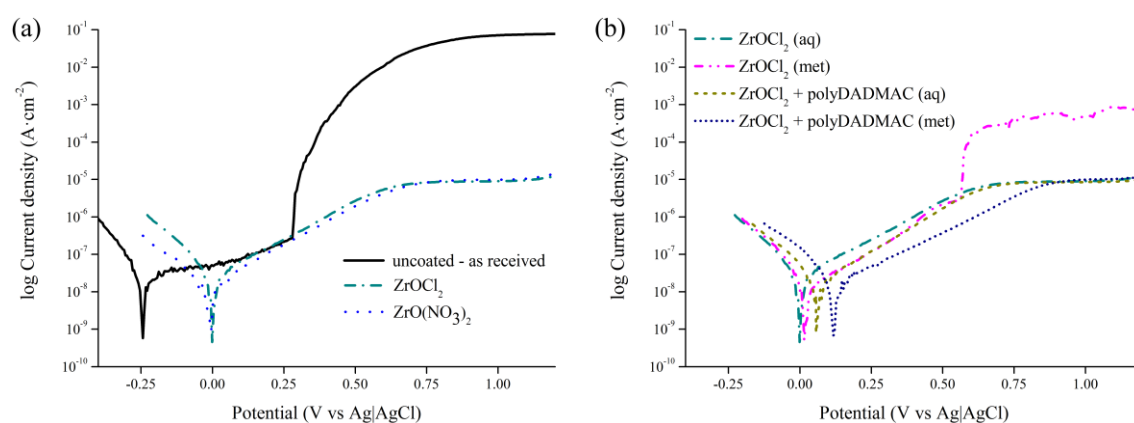 (a)
10⁻¹
10⁻²
10⁻³
10⁻⁴
10⁻⁵
10⁻⁶
10⁻⁷
10⁻⁸
10⁻⁹
10⁻¹⁰
log Current density (A·cm⁻²)
uncoated - as received
ZrOCl₂
ZrO(NO₃)₂
-0.25 0.00 0.25 0.50 0.75 1.00
Potential (V vs Ag|AgCl)
(b)
10⁻¹
10⁻²
10⁻³
10⁻⁴
10⁻⁵
10⁻⁶
10⁻⁷
10⁻⁸
10⁻⁹
10⁻¹⁰
log Current density (A·cm⁻²)
ZrOCl₂ (aq)
ZrOCl₂ (met)
ZrOCl₂ + polyDADMAC (aq)
ZrOCl₂ + polyDADMAC (met)
-0.25 0.00 0.25 0.50 0.75 1.00
Potential (V vs Ag|AgCl)